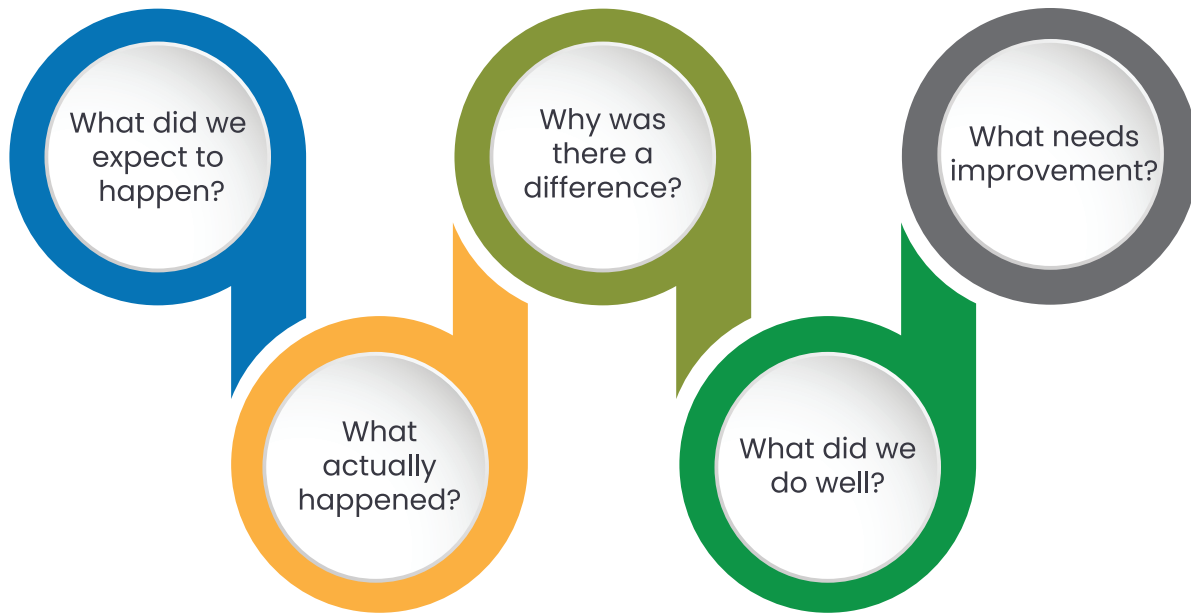 What did we
expect to
happen?
What
actually
happened?
Why was
there a
difference?
What did we
do well?
What needs
improvement?